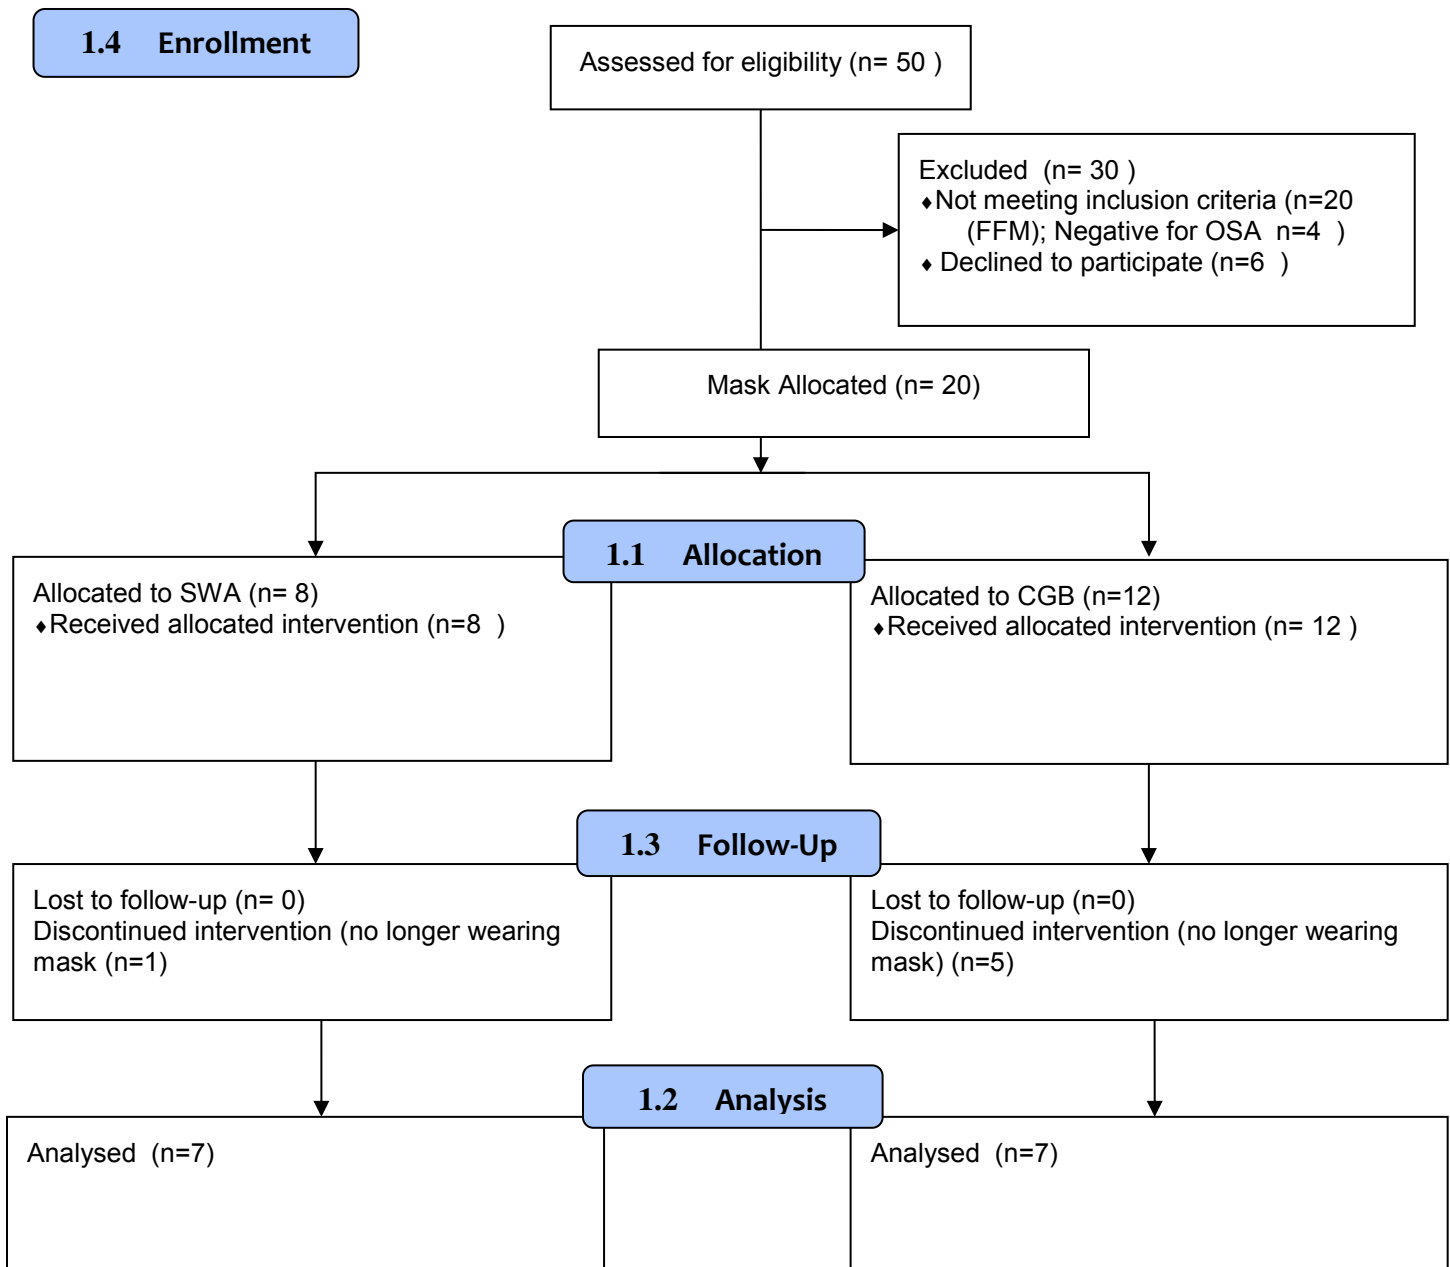 1.4 Enrollment
Assessed for eligibility (n= 50 )
Excluded (n= 30 )
♦Not meeting inclusion criteria (n=20
(FFM); Negative for OSA n=4 )
♦ Declined to participate (n=6 )
Mask Allocated (n= 20)
1.1 Allocation
Allocated to SWA (n= 8)
♦Received allocated intervention (n=8 )
Allocated to CGB (n=12)
♦Received allocated intervention (n= 12 )
1.3 Follow-Up
Lost to follow-up (n= 0)
Discontinued intervention (no longer wearing
mask (n=1)
Lost to follow-up (n=0)
Discontinued intervention (no longer wearing
mask) (n=5)
1.2 Analysis
Analysed (n=7)
Analysed (n=7)